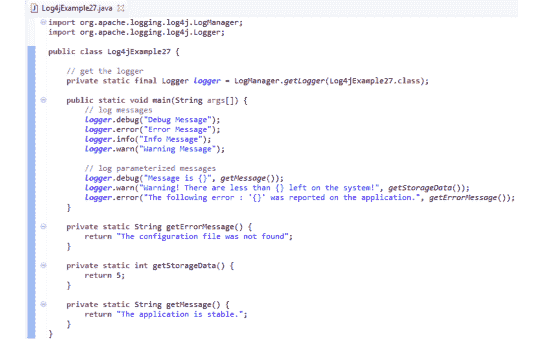 Log4jExample27.java
import org.apache.logging.log4j.LogManager;
import org.apache.logging.log4j.Logger;
public class Log4jExample27 {
// get the logger
private static final Logger logger = LogManager.getLogger(Log4jExample27.class);
public static void main(String args[]) {
// log messages
logger.debug("Debug Message");
logger.error("Error Message");
logger.info("Info Message");
logger.warn("Warning Message");
// log parameterized messages
logger.debug("Message is {}", getMessage());
logger.warn("Warning! There are less than {} left on the system!", getStorageData());
logger.error("The following error : '{}' was reported on the application.", getErrorMessage());
}
private static String getErrorMessage() {
return "The configuration file was not found";
}
private static int getStorageData() {
return 5;
}
private static String getMessage() {
return "The application is stable.";
}
}